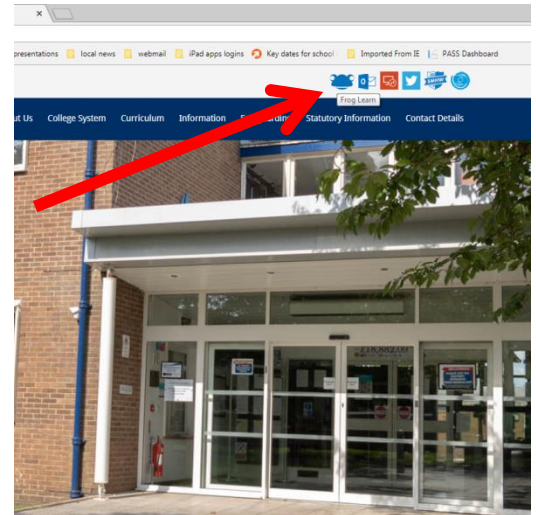 presentations local news webmail iPad apps logins Key dates for school Imported From IE PASS Dashboard
Frog Learn
ut Us College System Curriculum Information Statutory Information Contact Details